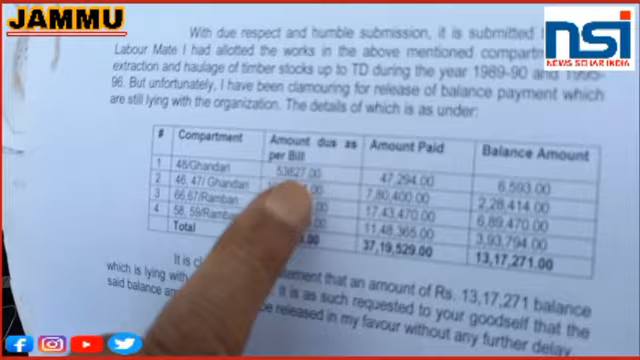 JAMMU
nsi
NEWS SEHAR INDIA
With due respect and humble submission, it is submitted
Labour Mate I had allotted the works in the above mentioned
extraction and haulage of timber stocks up to TD during the year 1989-90 and
96. But unfortunately, I have been clamouring for release of balance payment which
are still lying with the organization. The details of which is as under:
# Compartment Amount due as per Bill Amount Paid Balance Amount
1 48/Ghandari 53827.00 47,294.00 6,593.00
2 46, 47/ Ghandari 7,80,400.00 2,28,414.00
3 66,67/Ramban 17,43,470.00 6,89,470.00
4 58, 59/Ramban 11,48,365.00 3,93,794.00
Total 37,19,529.00 13,17,271.00
It is that an amount of Rs. 13,17,271 balance
which is lying with It is as such requested to your goodself that the
said balance be released in my favour without any further delay